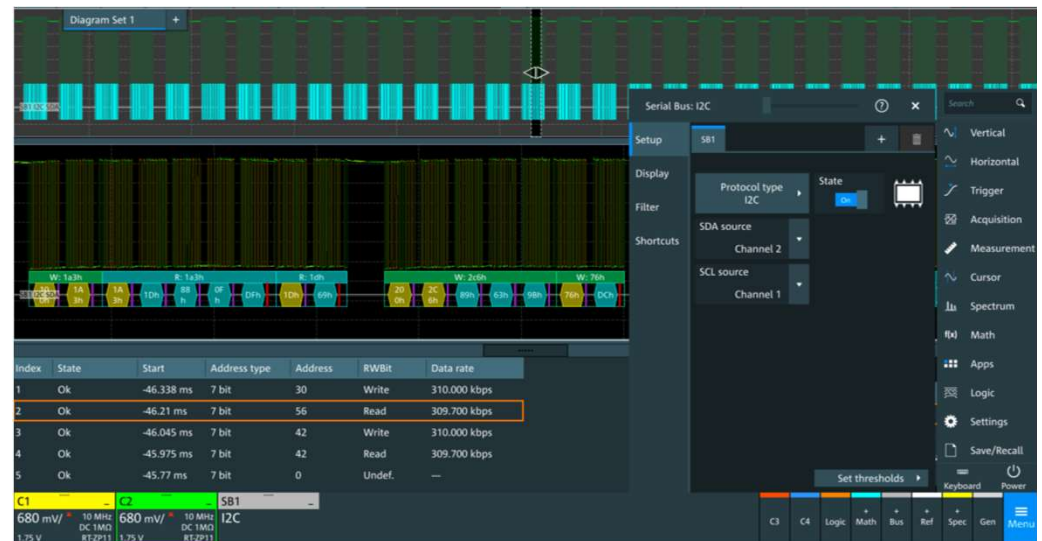 Diagram Set 1 +
SB1 I2C SDA
Serial Bus: I2C ? ×
Setup
Display
Filter
Shortcuts
SB1 +
Protocol type
I2C
State
On
SDA source
Channel 2
SCL source
Channel 1
Set thresholds
Search
Vertical
Horizontal
Trigger
Acquisition
Measurement
Cursor
Spectrum
f(x) Math
Apps
Logic
Settings
Save/Recall
Keyboard Power
W: 1a3h R: 1a3h R: 1dh W: 2c6h W: 76h
1A 3h 1A 3h 1Dh 88 h 0F h DFh 1Dh 69h 20 0h 2C 6h 89h 63h 98h 76h DCh
Index State Start Address type Address RWBit Data rate
1 Ok -46.338 ms 7 bit 30 Write 310.000 kbps
2 Ok -46.21 ms 7 bit 56 Read 309.700 kbps
3 Ok -46.045 ms 7 bit 42 Write 310.000 kbps
4 Ok -45.975 ms 7 bit 42 Read 309.700 kbps
5 Ok -45.77 ms 7 bit 0 Undef. —
C1 C2 SB1
680 mV/ 10 MHz 680 mV/ 10 MHz I2C
DC 1MΩ DC 1MΩ
1.75 V RT-ZP11 1.75 V RT-ZP11
C3 C4 Logic + Math + Bus + Ref + Spec Gen Menu